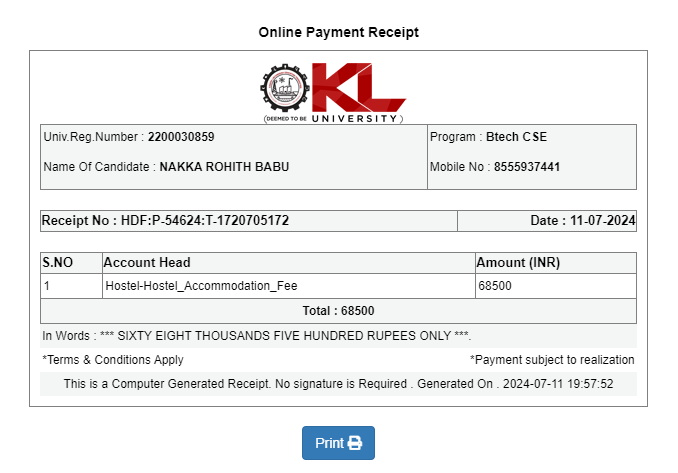 Online Payment Receipt
KL
(DEEMED TO BE UNIVERSITY)
Univ.Reg.Number : 2200030859
Program : Btech CSE
Name Of Candidate : NAKKA ROHITH BABU
Mobile No : 8555937441
Receipt No : HDF:P-54624:T-1720705172
Date : 11-07-2024
S.NO Account Head Amount (INR)
1 Hostel-Hostel_Accommodation_Fee 68500
Total : 68500
In Words : *** SIXTY EIGHT THOUSANDS FIVE HUNDRED RUPEES ONLY ***.
*Terms & Conditions Apply
*Payment subject to realization
This is a Computer Generated Receipt. No signature is Required . Generated On . 2024-07-11 19:57:52
Print